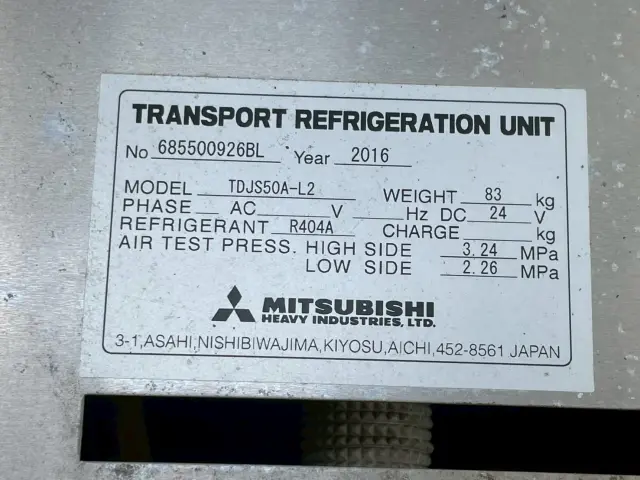 TRANSPORT REFRIGERATION UNIT
No 685500926BL Year 2016
MODEL TDJS50A-L2 WEIGHT 83 kg
PHASE AC V Hz DC 24 V
REFRIGERANT R404A CHARGE kg
AIR TEST PRESS. HIGH SIDE 3.24 MPa
LOW SIDE 2.26 MPa
MITSUBISHI
HEAVY INDUSTRIES, LTD.
3-1,ASAHI,NISHIBIWAJIMA,KIYOSU,AICHI,452-8561 JAPAN